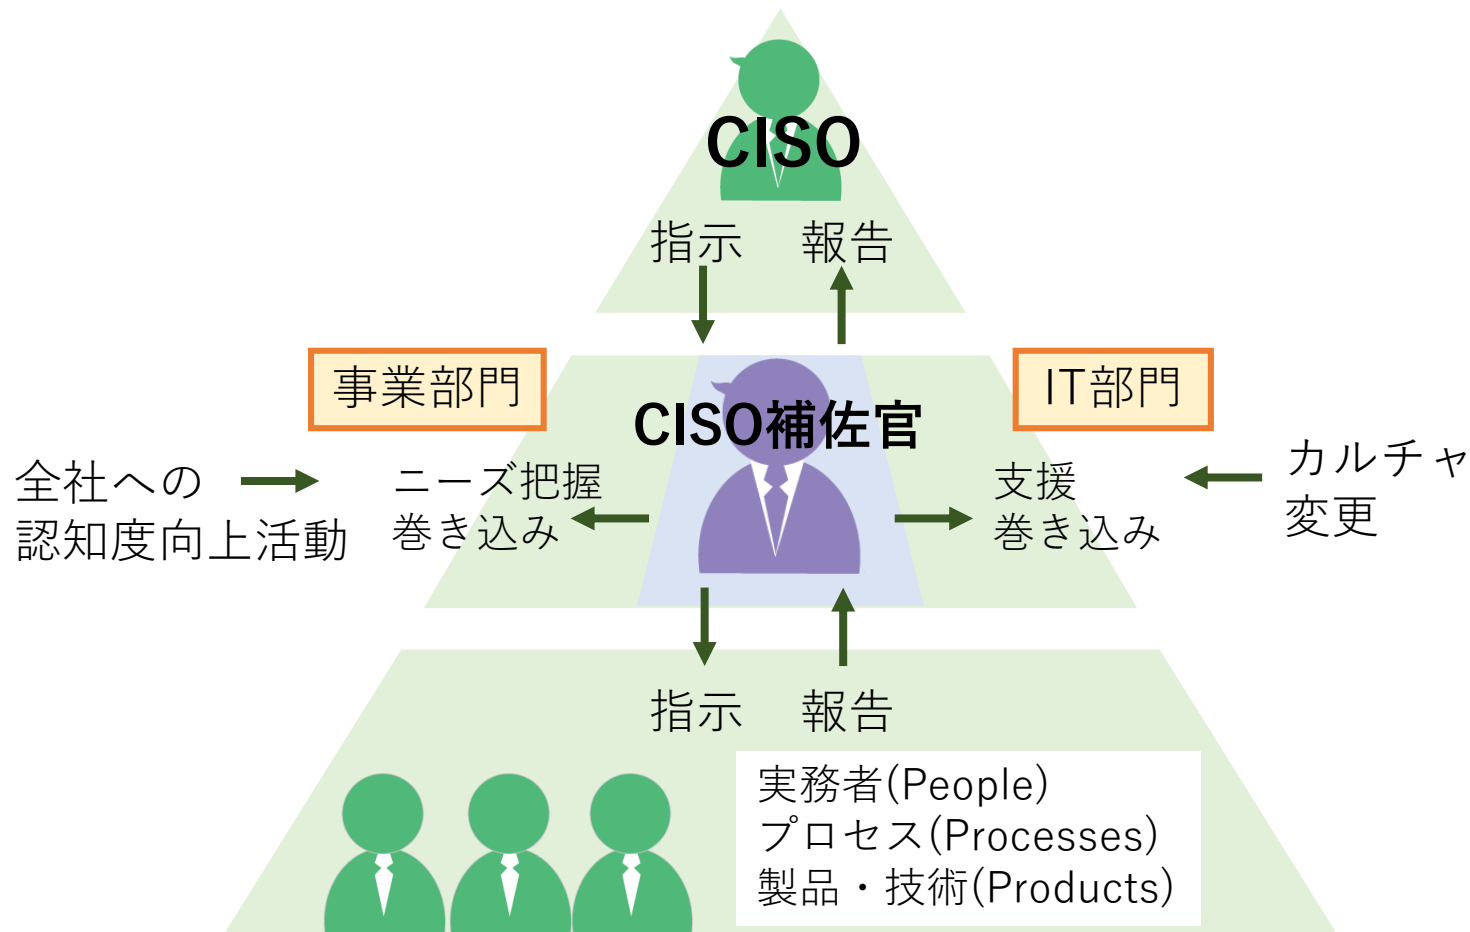 CISO
指示
報告
事業部門
IT部門
CISO補佐官
全社への
認知度向上活動
ニーズ把握
巻き込み
支援
巻き込み
カルチャ
変更
指示
報告
実務者(People)
プロセス(Processes)
製品・技術(Products)